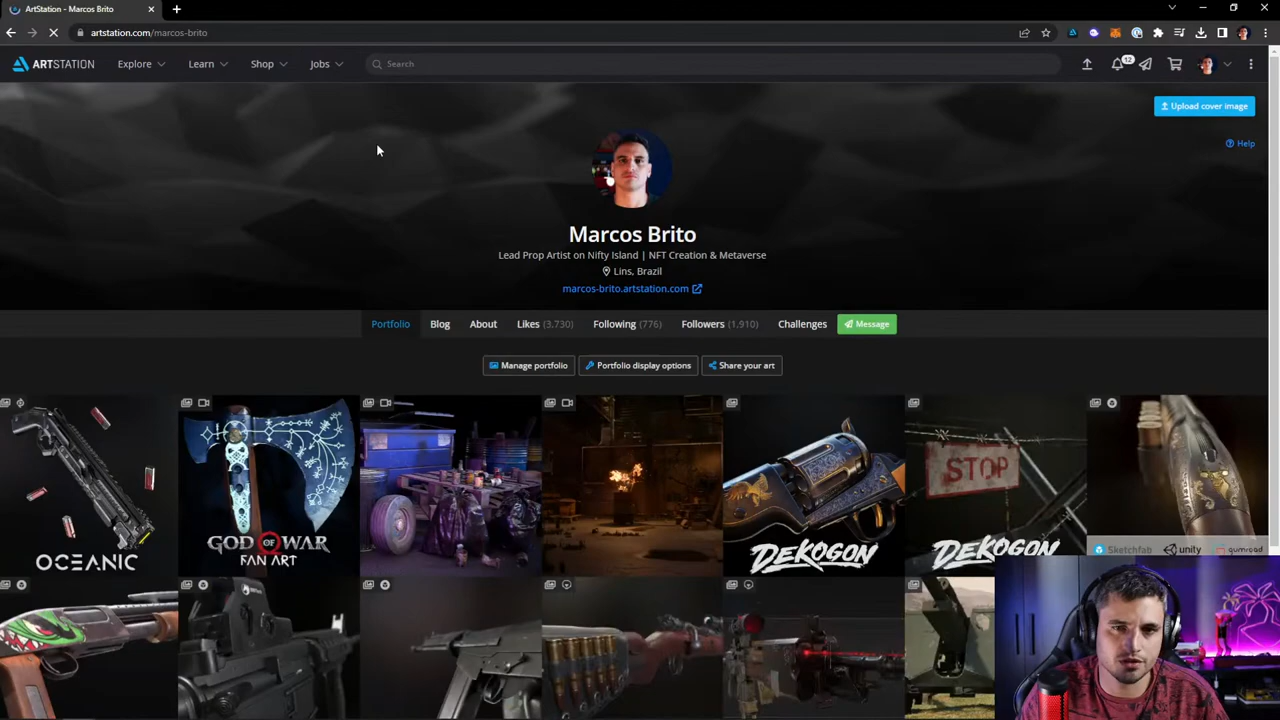 ArtStation - Marcos Brito
artstation.com/marcos-brito
ARTSTATION
Explore
Learn
Shop
Jobs
Search
12
Upload cover image
Help
Marcos Brito
Lead Prop Artist on Nifty Island | NFT Creation & Metaverse
Lins, Brazil
marcos-brito.artstation.com
Portfolio
Blog
About
Likes (3.730)
Following (776)
Followers (1.910)
Challenges
Message
Manage portfolio
Portfolio display options
Share your art
OCEANIC
GOD OF WAR
FAN ART
DEKOGON
STOP
DEKOGON
Sketchfab
unity
gumroad